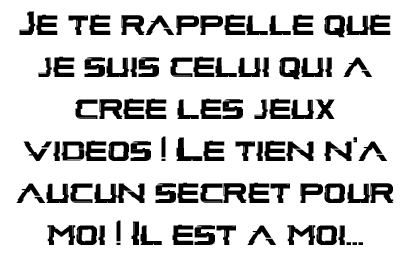 Je te rappelle que
je suis celui qui a
cree les jeux
videos ! Le tien n'a
aucun secret pour
moi ! Il est a moi...